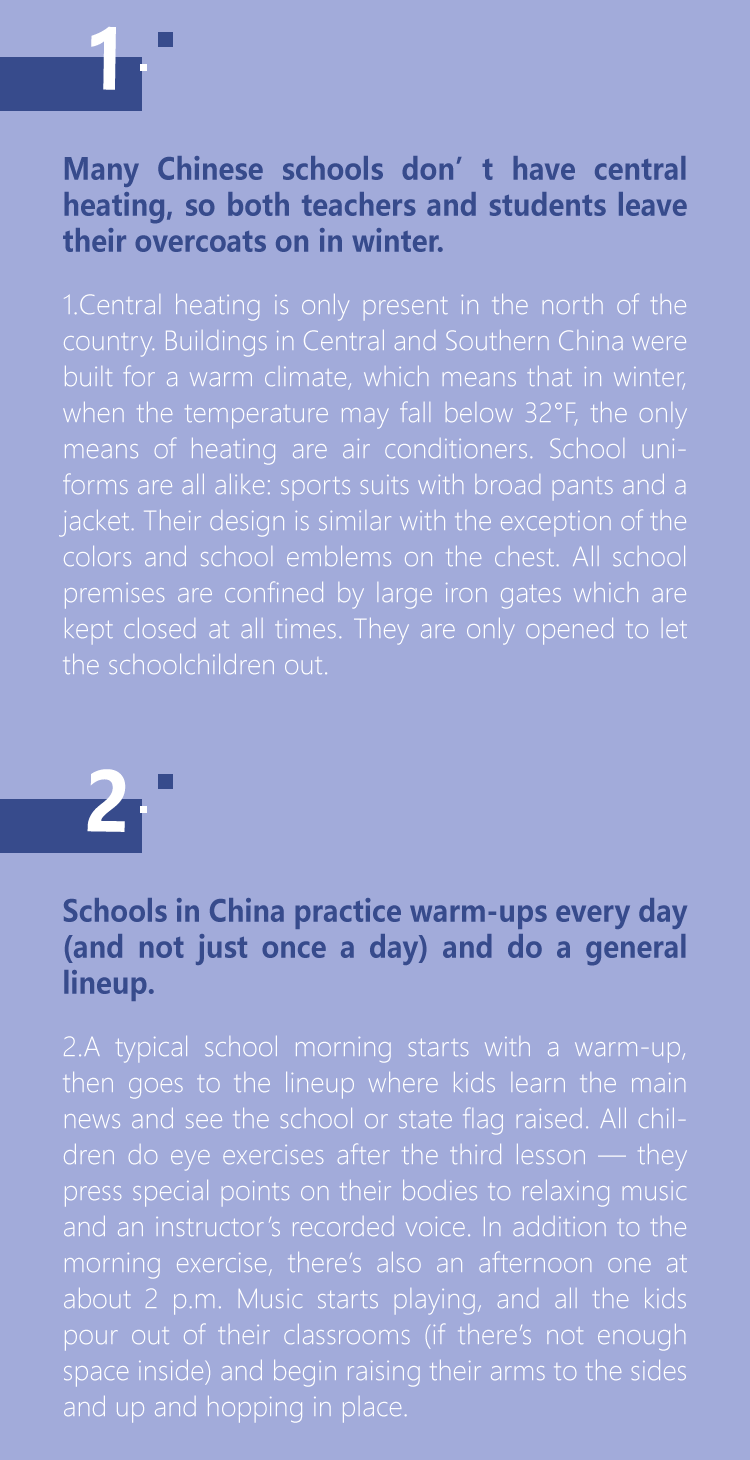 1
Many Chinese schools don’ t have central
heating, so both teachers and students leave
their overcoats on in winter.
1.Central heating is only present in the north of the
country. Buildings in Central and Southern China were
built for a warm climate, which means that in winter,
when the temperature may fall below 32°F, the only
means of heating are air conditioners. School uni-
forms are all alike: sports suits with broad pants and a
jacket. Their design is similar with the exception of the
colors and school emblems on the chest. All school
premises are confined by large iron gates which are
kept closed at all times. They are only opened to let
the schoolchildren out.
2
Schools in China practice warm-ups every day
(and not just once a day) and do a general
lineup.
2.A typical school morning starts with a warm-up,
then goes to the lineup where kids learn the main
news and see the school or state flag raised. All chil-
dren do eye exercises after the third lesson — they
press special points on their bodies to relaxing music
and an instructor’s recorded voice. In addition to the
morning exercise, there’s also an afternoon one at
about 2 p.m. Music starts playing, and all the kids
pour out of their classrooms (if there’s not enough
space inside) and begin raising their arms to the sides
and up and hopping in place.